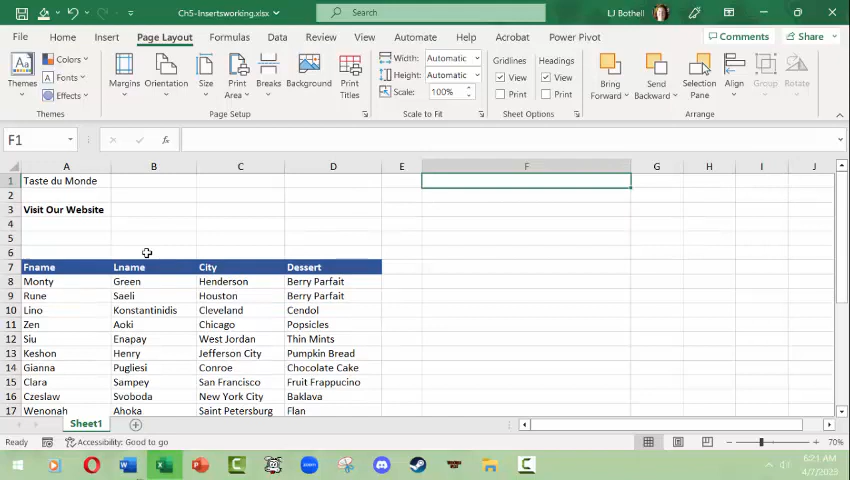 Ch5-Insertsworking.xlsx
Search
LJ Bothell
File Home Insert Page Layout Formulas Data Review View Automate Help Acrobat Power Pivot
Comments Share
Themes Colors Fonts Effects
Margins Orientation Size Print Area Breaks Background Print Titles
Width: Automatic
Height: Automatic
Scale: 100%
Gridlines Headings
View View
Print Print
Bring Forward Send Backward Selection Pane Align Group Rotate
Themes Page Setup Scale to Fit Sheet Options Arrange
F1 fx
A B C D E F G H I J
1 Taste du Monde
2
3 Visit Our Website
4
5
6
7 Fname Lname City Dessert
8 Monty Green Henderson Berry Parfait
9 Rune Saeli Houston Berry Parfait
10 Lino Konstantinidis Cleveland Cendol
11 Zen Aoki Chicago Popsicles
12 Siu Enapay West Jordan Thin Mints
13 Keshon Henry Jefferson City Pumpkin Bread
14 Gianna Pugliesi Conroe Chocolate Cake
15 Clara Sampey San Francisco Fruit Frappucino
16 Czeslaw Svoboda New York City Baklava
17 Wenonah Ahoka Saint Petersburg Flan
Sheet1
Ready Accessibility: Good to go 70%
6:21 AM
4/7/2023